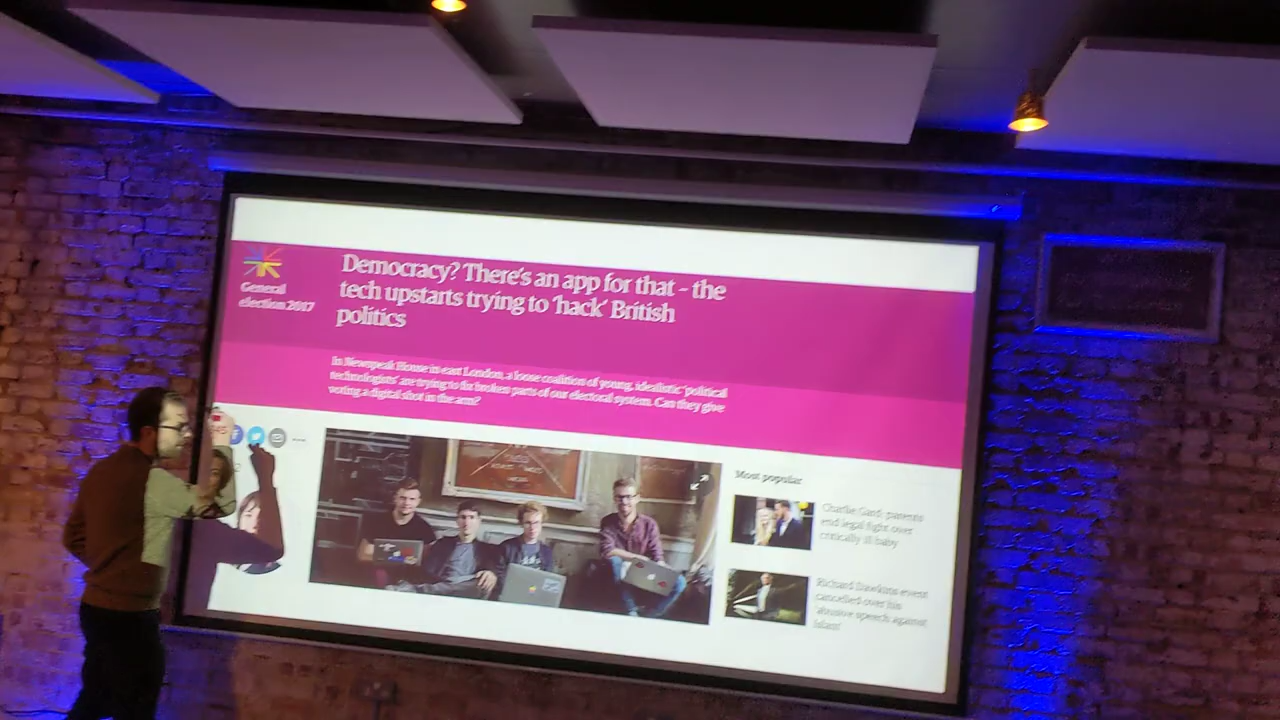 General
election 2017
Democracy? There's an app for that - the
tech upstarts trying to 'hack' British
politics
In Newspeak House in east London, a loose coalition of young, idealistic 'political
technologists' are trying to fix broken parts of our electoral system. Can they give
voting a digital shot in the arm?
Most popular
Charlie Gard: parents
end legal fight over
critically ill baby
Richard Dawkins event
cancelled over his
'abusive speech against
Islam'